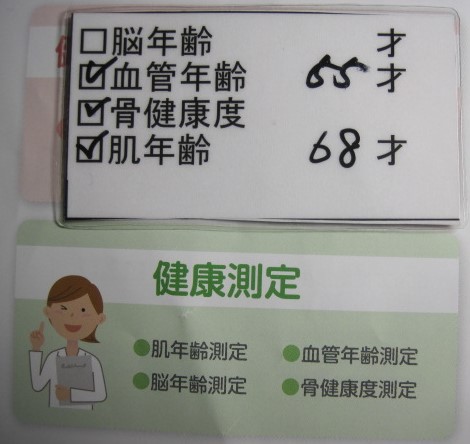 □脳年齢 才
☑血管年齢 55才
☑骨健康度
☑肌年齢 68才
健康測定
●肌年齢測定 ●血管年齢測定
●脳年齢測定 ●骨健康度測定